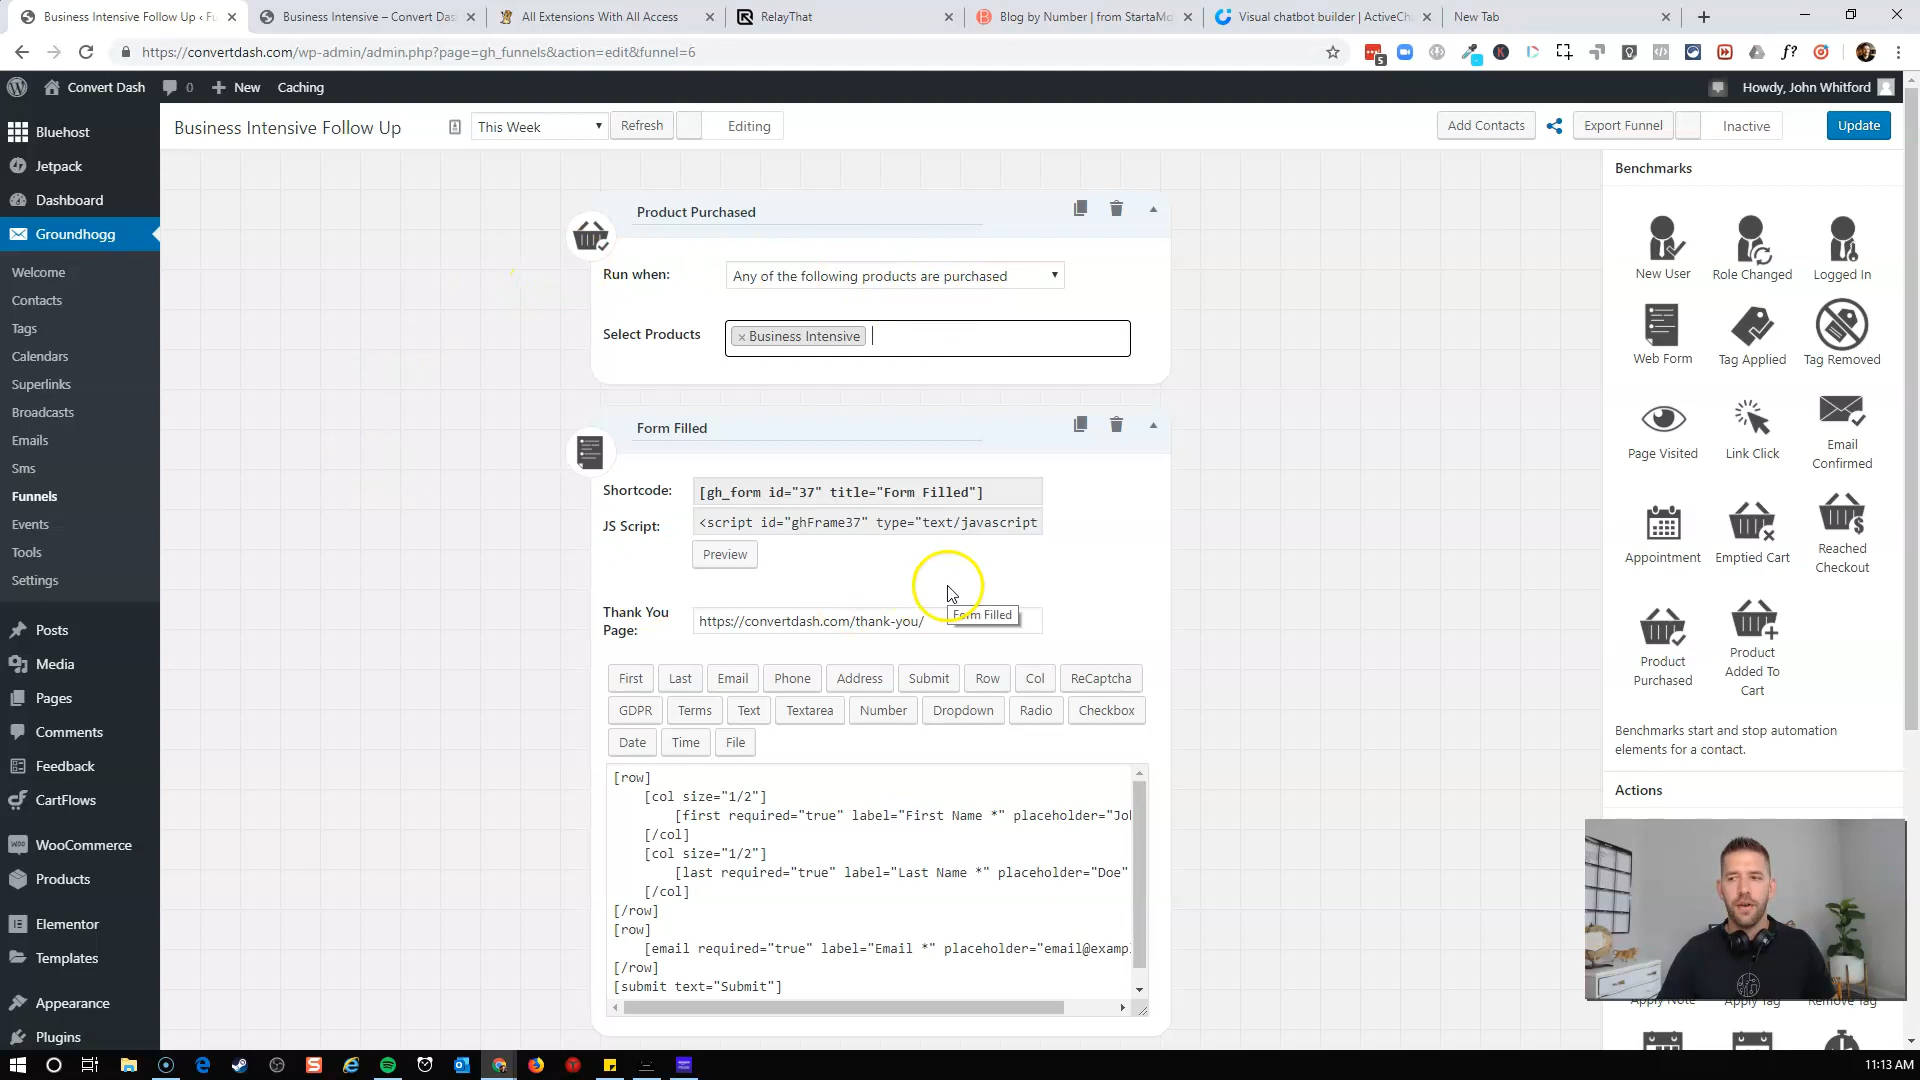 Business Intensive Follow Up ‹ Fu
Business Intensive – Convert Dash
All Extensions With All Access
RelayThat
Blog by Number | from StartaMo
Visual chatbot builder | ActiveCha
New Tab
https://convertdash.com/wp-admin/admin.php?page=gh_funnels&action=edit&funnel=6
5
f?
Convert Dash
0
New
Caching
Howdy, John Whitford
Business Intensive Follow Up
This Week
Refresh
Editing
Add Contacts
Export Funnel
Inactive
Update
Bluehost
Jetpack
Dashboard
Groundhogg
Welcome
Contacts
Tags
Calendars
Superlinks
Broadcasts
Emails
Sms
Funnels
Events
Tools
Settings
Posts
Media
Pages
Comments
Feedback
CartFlows
WooCommerce
Products
Elementor
Templates
Appearance
Plugins
Product Purchased
Run when:
Any of the following products are purchased
Select Products
× Business Intensive
Form Filled
Shortcode:
[gh_form id="37" title="Form Filled"]
JS Script:
<script id="ghFrame37" type="text/javascript
Preview
Form Filled
Thank You
Page:
https://convertdash.com/thank-you/
First
Last
Email
Phone
Address
Submit
Row
Col
ReCaptcha
GDPR
Terms
Text
Textarea
Number
Dropdown
Radio
Checkbox
Date
Time
File
[row]
[col size="1/2"]
[first required="true" label="First Name *" placeholder="Jo
[/col]
[col size="1/2"]
[last required="true" label="Last Name *" placeholder="Doe"
[/col]
[/row]
[row]
[email required="true" label="Email *" placeholder="email@examp
[/row]
[submit text="Submit"]
Benchmarks
New User
Role Changed
Logged In
Web Form
Tag Applied
Tag Removed
Page Visited
Link Click
Email
Confirmed
Appointment
Emptied Cart
Reached
Checkout
Product
Purchased
Product
Added To
Cart
Benchmarks start and stop automation
elements for a contact.
Actions
Apply Note
Apply Tag
Remove Tag
11:13 AM